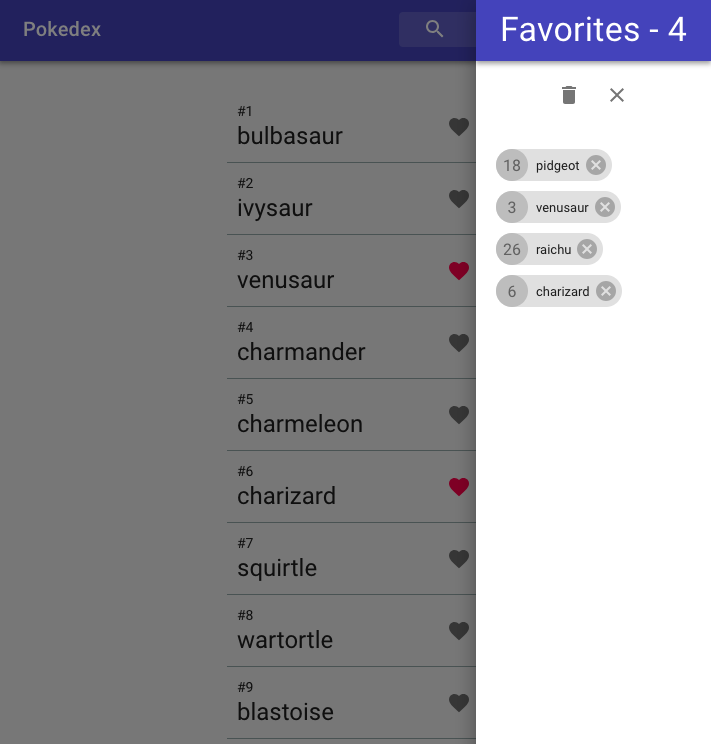 Pokedex
#1
bulbasaur
#2
ivysaur
#3
venusaur
#4
charmander
#5
charmeleon
#6
charizard
#7
squirtle
#8
wartortle
#9
blastoise
Favorites - 4
18 pidgeot
3 venusaur
26 raichu
6 charizard